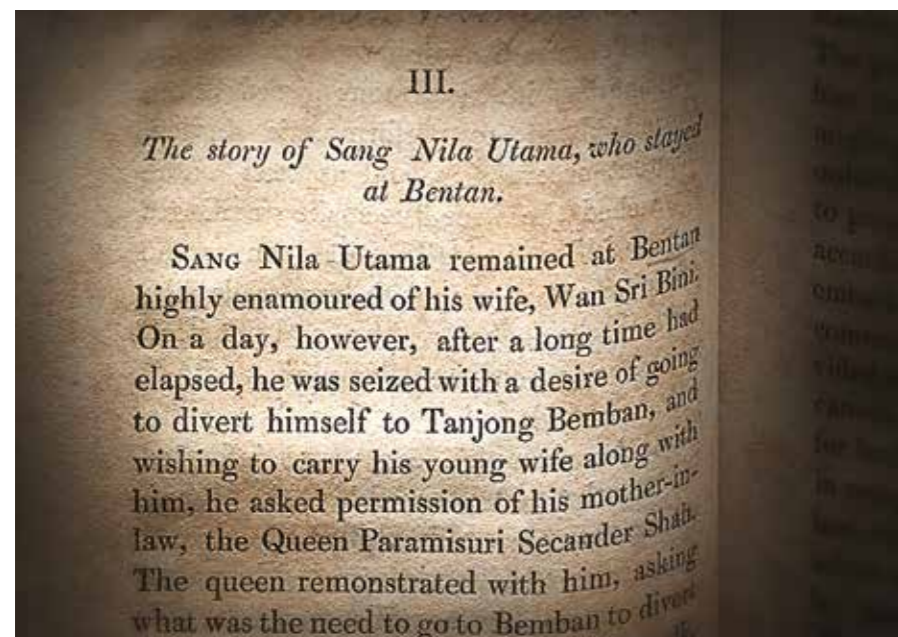 III.
The story of Sang Nila Utama, who stayed
at Bentan.
SANG Nila Utama remained at Bentan
highly enamoured of his wife, Wan Sri Bini.
On a day, however, after a long time had
elapsed, he was seized with a desire of going
to divert himself to Tanjong Bemban, and
wishing to carry his young wife along with
him, he asked permission of his mother-in-
law, the Queen Paramisuri Secander Shah.
The queen remonstrated with him, asking
what was the need to go to Bemban to divert